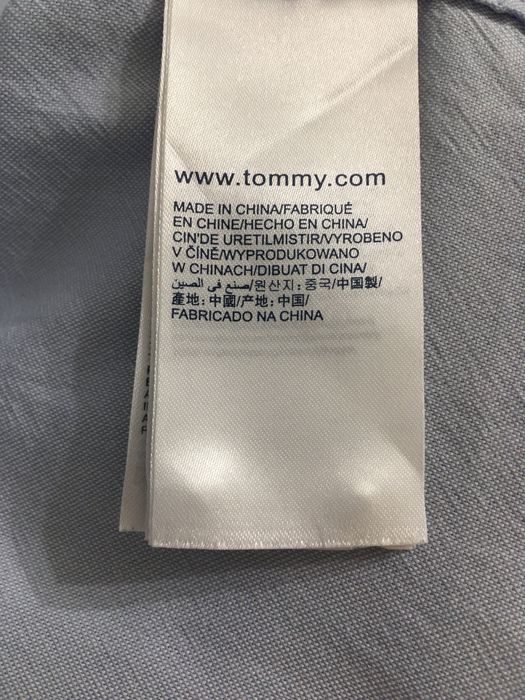 www.tommy.com
MADE IN CHINA/FABRIQUÉ
EN CHINE/HECHO EN CHINA/
CIN'DE URETILMISTIR/VYROBENO
V ČÍNĚ/WYPRODUKOWANO
W CHINACH/DIBUAT DI CINA/
صنع في الصين/원산지: 중국/中国製/
產地: 中國/产地: 中国/
FABRICADO NA CHINA